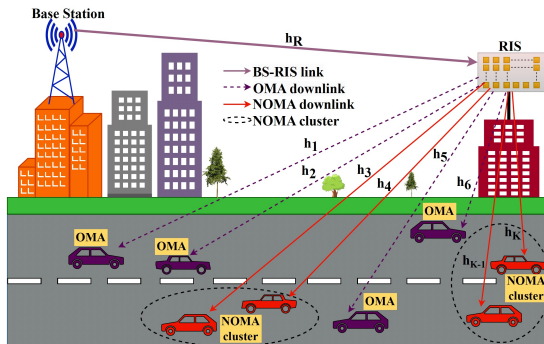 Base Station
h_R
RIS
BS-RIS link
OMA downlink
NOMA downlink
NOMA cluster
h_1
h_2
h_3
h_4
h_5
h_6
OMA
OMA
OMA
h_K
h_K-1
NOMA
cluster
NOMA
cluster
OMA